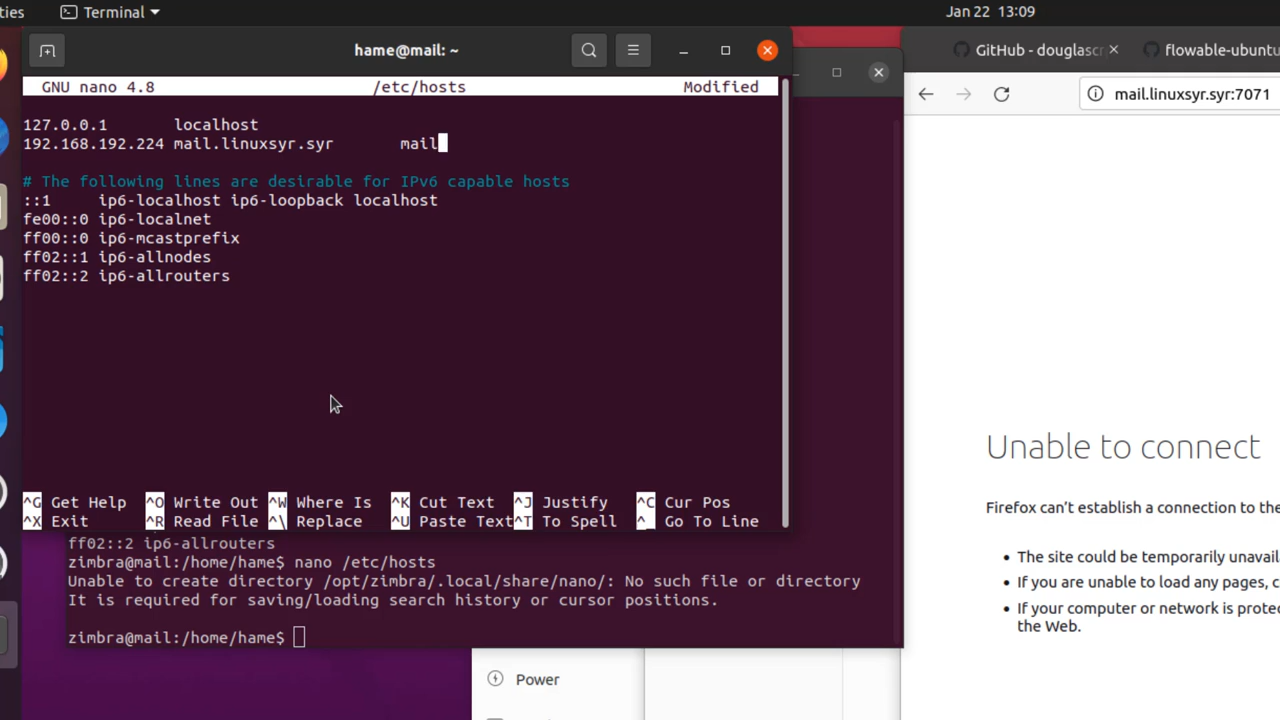 ties
Terminal
Jan 22 13:09
hame@mail: ~
GNU nano 4.8 /etc/hosts Modified
127.0.0.1 localhost
192.168.192.224 mail.linuxsyr.syr mail
# The following lines are desirable for IPv6 capable hosts
::1 ip6-localhost ip6-loopback localhost
fe00::0 ip6-localnet
ff00::0 ip6-mcastprefix
ff02::1 ip6-allnodes
ff02::2 ip6-allrouters
^G Get Help ^O Write Out ^W Where Is ^K Cut Text ^J Justify ^C Cur Pos
^X Exit ^R Read File ^\ Replace ^U Paste Text ^T To Spell ^_ Go To Line
ff02::2 ip6-allrouters
zimbra@mail:/home/hame$ nano /etc/hosts
Unable to create directory /opt/zimbra/.local/share/nano/: No such file or directory
It is required for saving/loading search history or cursor positions.
zimbra@mail:/home/hame$
Power
GitHub - douglascr
flowable-ubuntu
mail.linuxsyr.syr:7071
Unable to connect
Firefox can't establish a connection to the
• The site could be temporarily unavai
• If you are unable to load any pages, c
• If your computer or network is prote
the Web.